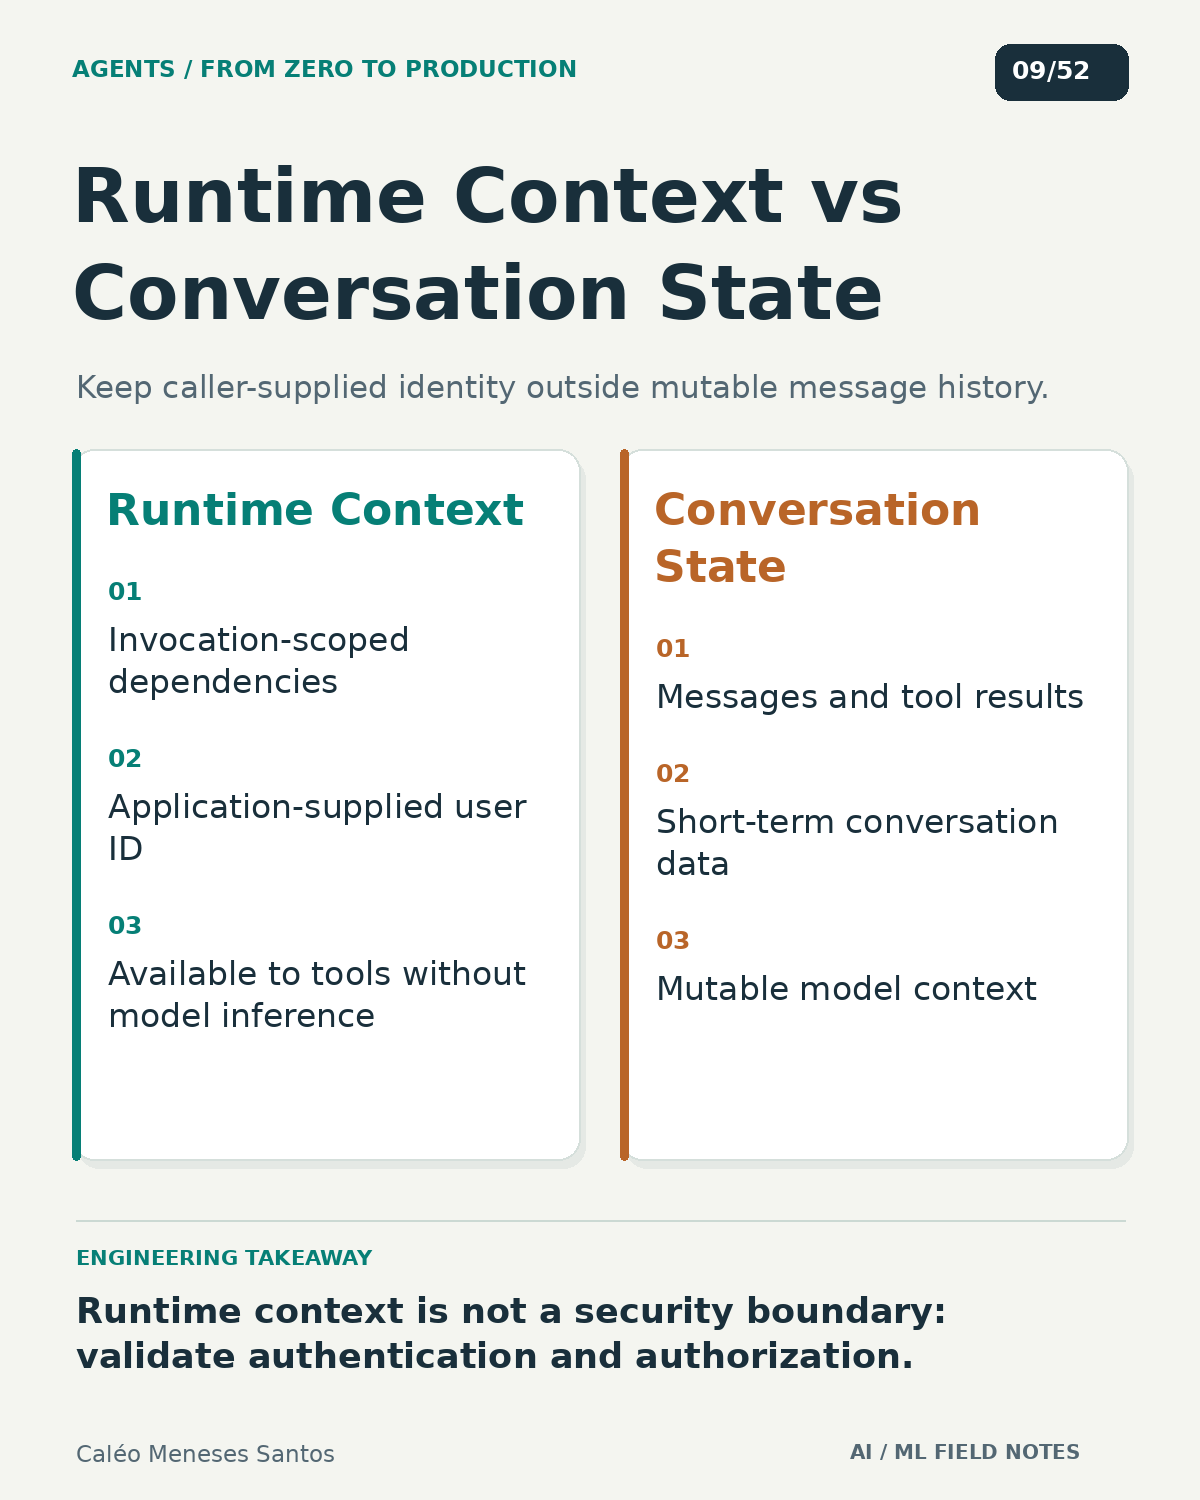 AGENTS / FROM ZERO TO PRODUCTION
09/52
Runtime Context vs
Conversation State
Keep caller-supplied identity outside mutable message history.
Runtime Context
01
Invocation-scoped
dependencies
02
Application-supplied user
ID
03
Available to tools without
model inference
Conversation
State
01
Messages and tool results
02
Short-term conversation
data
03
Mutable model context
ENGINEERING TAKEAWAY
Runtime context is not a security boundary:
validate authentication and authorization.
Caléo Meneses Santos
AI / ML FIELD NOTES